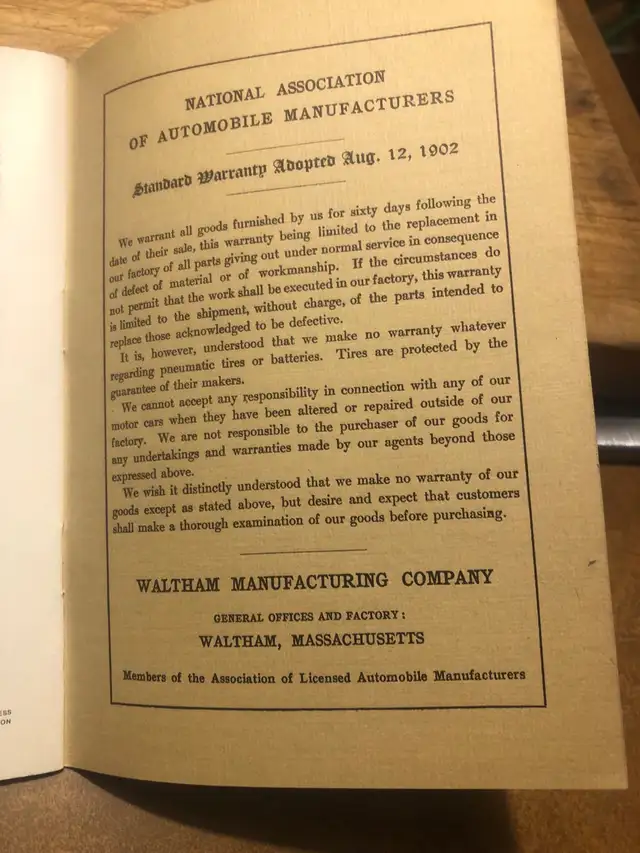 NATIONAL ASSOCIATION
OF AUTOMOBILE MANUFACTURERS
Standard Warranty Adopted Aug. 12, 1902
We warrant all goods furnished by us for sixty days following the
date of their sale, this warranty being limited to the replacement in
our factory of all parts giving out under normal service in consequence
of defect of material or of workmanship. If the circumstances do
not permit that the work shall be executed in our factory, this warranty
is limited to the shipment, without charge, of the parts intended to
replace those acknowledged to be defective.
It is, however, understood that we make no warranty whatever
regarding pneumatic tires or batteries. Tires are protected by the
guarantee of their makers.
We cannot accept any responsibility in connection with any of our
motor cars when they have been altered or repaired outside of our
factory. We are not responsible to the purchaser of our goods for
any undertakings and warranties made by our agents beyond those
expressed above.
We wish it distinctly understood that we make no warranty of our
goods except as stated above, but desire and expect that customers
shall make a thorough examination of our goods before purchasing.
WALTHAM MANUFACTURING COMPANY
GENERAL OFFICES AND FACTORY:
WALTHAM, MASSACHUSETTS
Members of the Association of Licensed Automobile Manufacturers
ESS
ON